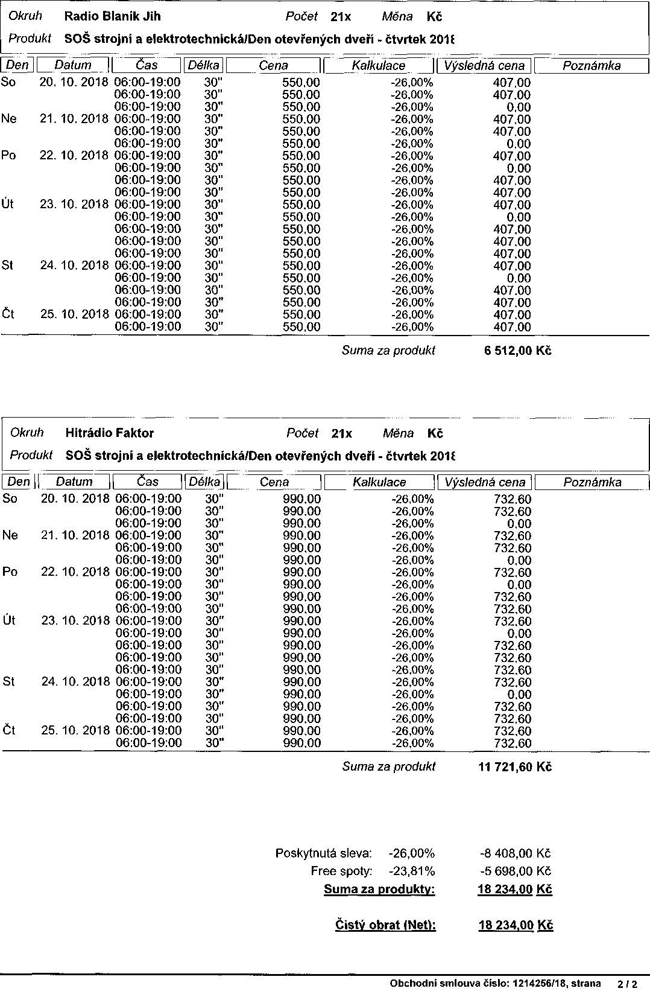 Okruh Radio Blaník Jih Počet 21x Měna Kč
Produkt SOŠ strojní a elektrotechnická/Den otevřených dveří - čtvrtek 2018
Den Datum Čas Délka Cena Kalkulace Výsledná cena Poznámka
So 20. 10. 2018 06:00-19:00 30" 550,00 -26,00% 407,00
06:00-19:00 30" 550,00 -26,00% 407,00
06:00-19:00 30" 550,00 -26,00% 0,00
Ne 21. 10. 2018 06:00-19:00 30" 550,00 -26,00% 407,00
06:00-19:00 30" 550,00 -26,00% 407,00
06:00-19:00 30" 550,00 -26,00% 0,00
Po 22. 10. 2018 06:00-19:00 30" 550,00 -26,00% 407,00
06:00-19:00 30" 550,00 -26,00% 0,00
06:00-19:00 30" 550,00 -26,00% 407,00
06:00-19:00 30" 550,00 -26,00% 407,00
Út 23. 10. 2018 06:00-19:00 30" 550,00 -26,00% 407,00
06:00-19:00 30" 550,00 -26,00% 0,00
06:00-19:00 30" 550,00 -26,00% 407,00
06:00-19:00 30" 550,00 -26,00% 407,00
06:00-19:00 30" 550,00 -26,00% 407,00
St 24. 10. 2018 06:00-19:00 30" 550,00 -26,00% 407,00
06:00-19:00 30" 550,00 -26,00% 0,00
06:00-19:00 30" 550,00 -26,00% 407,00
06:00-19:00 30" 550,00 -26,00% 407,00
Čt 25. 10. 2018 06:00-19:00 30" 550,00 -26,00% 407,00
06:00-19:00 30" 550,00 -26,00% 407,00
Suma za produkt 6 512,00 Kč
Okruh Hitrádio Faktor Počet 21x Měna Kč
Produkt SOŠ strojní a elektrotechnická/Den otevřených dveří - čtvrtek 2018
Den Datum Čas Délka Cena Kalkulace Výsledná cena Poznámka
So 20. 10. 2018 06:00-19:00 30" 990,00 -26,00% 732,60
06:00-19:00 30" 990,00 -26,00% 732,60
06:00-19:00 30" 990,00 -26,00% 0,00
Ne 21. 10. 2018 06:00-19:00 30" 990,00 -26,00% 732,60
06:00-19:00 30" 990,00 -26,00% 732,60
06:00-19:00 30" 990,00 -26,00% 0,00
Po 22. 10. 2018 06:00-19:00 30" 990,00 -26,00% 732,60
06:00-19:00 30" 990,00 -26,00% 0,00
06:00-19:00 30" 990,00 -26,00% 732,60
06:00-19:00 30" 990,00 -26,00% 732,60
Út 23. 10. 2018 06:00-19:00 30" 990,00 -26,00% 732,60
06:00-19:00 30" 990,00 -26,00% 0,00
06:00-19:00 30" 990,00 -26,00% 732,60
06:00-19:00 30" 990,00 -26,00% 732,60
06:00-19:00 30" 990,00 -26,00% 732,60
St 24. 10. 2018 06:00-19:00 30" 990,00 -26,00% 732,60
06:00-19:00 30" 990,00 -26,00% 0,00
06:00-19:00 30" 990,00 -26,00% 732,60
06:00-19:00 30" 990,00 -26,00% 732,60
Čt 25. 10. 2018 06:00-19:00 30" 990,00 -26,00% 732,60
06:00-19:00 30" 990,00 -26,00% 732,60
Suma za produkt 11 721,60 Kč
Poskytnutá sleva: -26,00% -8 408,00 Kč
Free spoty: -23,81% -5 698,00 Kč
Suma za produkty: 18 234,00 Kč
Čistý obrat (Net): 18 234,00 Kč
Obchodní smlouva číslo: 1214256/18, strana 2 / 2